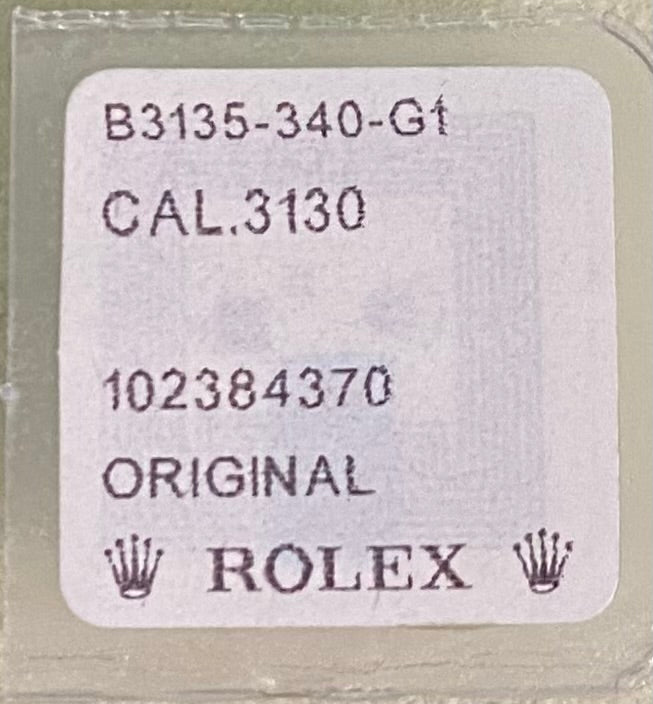 B3135-340-G1
CAL.3130
102384370
ORIGINAL
ROLEX